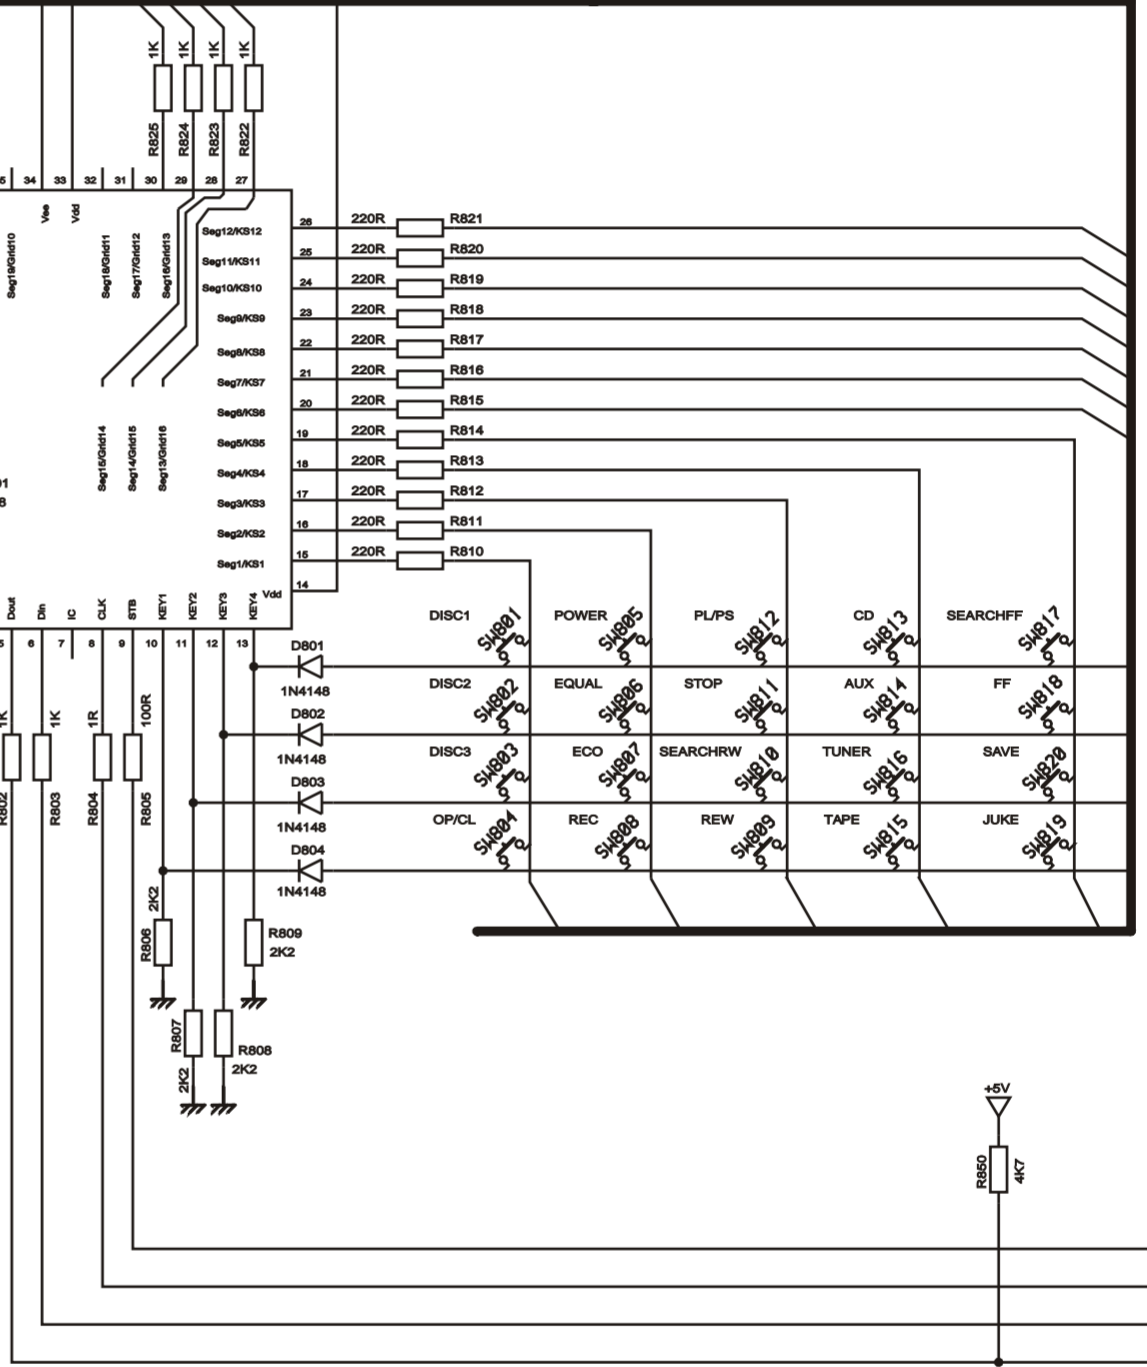 1K 1K 1K 1K
R825 R824 R823 R822
5 34 33 32 31 30 29 28 27
Vee Vdd
Seg19/Grid10 Seg18/Grid11 Seg17/Grid12 Seg16/Grid13
Seg12/KS12 26 220R R821
Seg11/KS11 25 220R R820
Seg10/KS10 24 220R R819
Seg9/KS9 23 220R R818
Seg8/KS8 22 220R R817
Seg7/KS7 21 220R R816
Seg6/KS6 20 220R R815
Seg5/KS5 19 220R R814
Seg4/KS4 18 220R R813
Seg3/KS3 17 220R R812
Seg2/KS2 16 220R R811
Seg1/KS1 15 220R R810
Seg15/Grid14 Seg14/Grid15 Seg13/Grid16
Vdd 14
Dout Din IC CLK STB KEY1 KEY2 KEY3 KEY4
5 6 7 8 9 10 11 12 13
DISC1 SW801 POWER SW805 PL/PS SW812 CD SW813 SEARCHFF SW817
D801
1N4148
DISC2 SW802 EQUAL SW806 STOP SW811 AUX SW814 FF SW818
D802
1N4148
DISC3 SW803 ECO SW807 SEARCHRW SW810 TUNER SW816 SAVE SW820
D803
1N4148
OP/CL SW804 REC SW808 REW SW809 TAPE SW815 JUKE SW819
D804
1N4148
1K 1K 1R 100R
R802 R803 R804 R805
2K2
R806
R809
2K2
R807
2K2
R808
2K2
+5V
R850
4K7